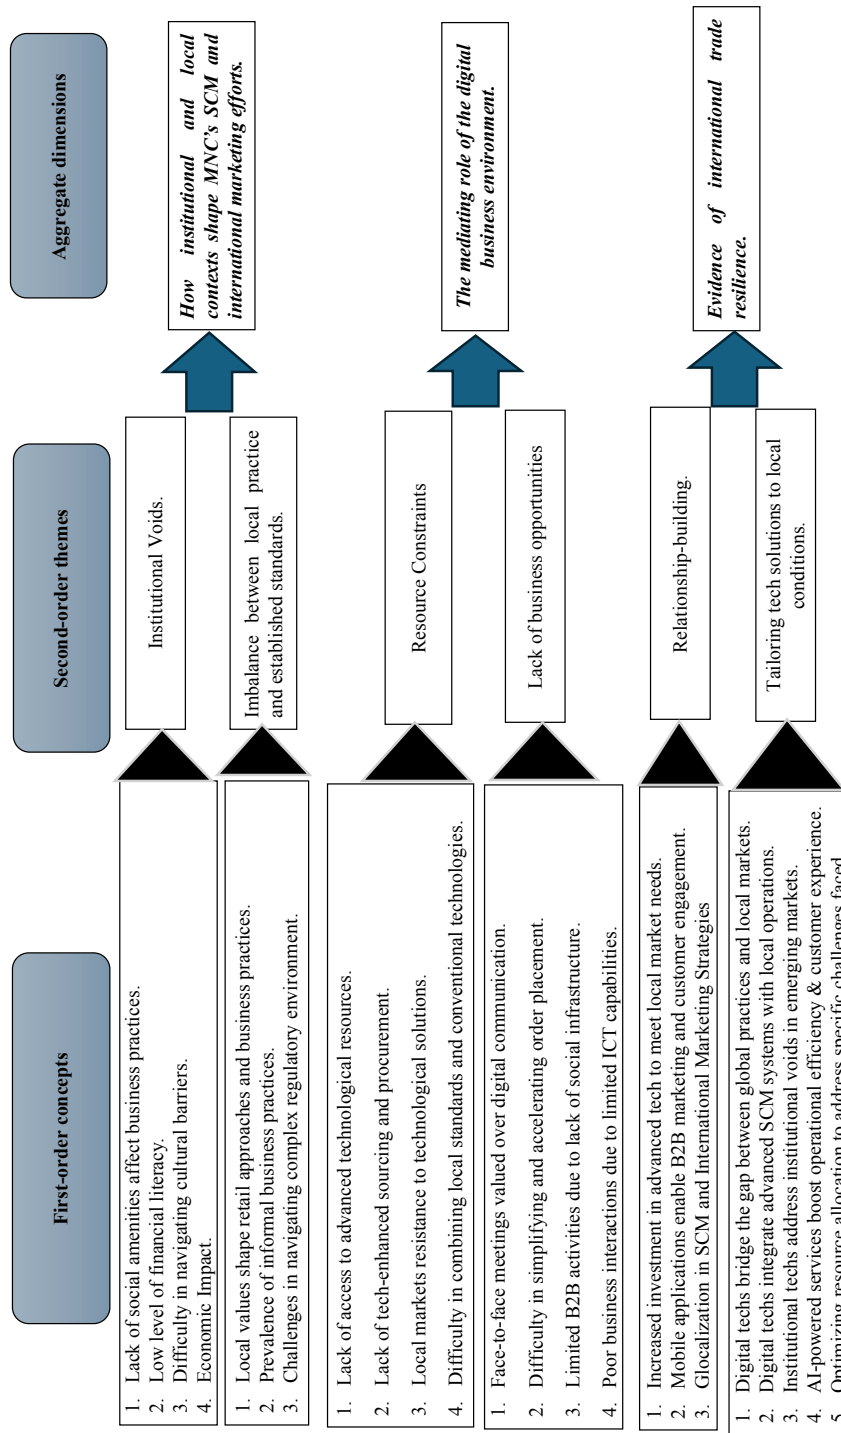 First-order concepts
Second-order themes
Aggregate dimensions
1. Lack of social amenities affect business practices.
2. Low level of financial literacy.
3. Difficulty in navigating cultural barriers.
4. Economic Impact.
Institutional Voids.
1. Local values shape retail approaches and business practices.
2. Prevalence of informal business practices.
3. Challenges in navigating complex regulatory environment.
Imbalance between local practice
and established standards.
How institutional and local
contexts shape MNC's SCM and
international marketing efforts.
1. Lack of access to advanced technological resources.
2. Lack of tech-enhanced sourcing and procurement.
3. Local markets resistance to technological solutions.
4. Difficulty in combining local standards and conventional technologies.
Resource Constraints
1. Face-to-face meetings valued over digital communication.
2. Difficulty in simplifying and accelerating order placement.
3. Limited B2B activities due to lack of social infrastructure.
4. Poor business interactions due to limited ICT capabilities.
Lack of business opportunities
The mediating role of the digital
business environment.
1. Increased investment in advanced tech to meet local market needs.
2. Mobile applications enable B2B marketing and customer engagement.
3. Glocalization in SCM and International Marketing Strategies
Relationship-building.
1. Digital techs bridge the gap between global practices and local markets.
2. Digital techs integrate advanced SCM systems with local operations.
3. Institutional techs address institutional voids in emerging markets.
4. AI-powered services boost operational efficiency & customer experience.
5. Optimizing resource allocation to address specific challenges faced
Tailoring tech solutions to local
conditions.
Evidence of international trade
resilience.